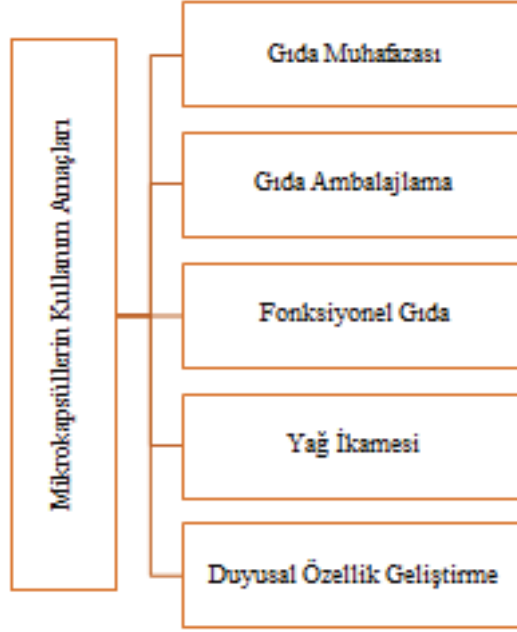 Mikrokapsüllerin Kullanım Amaçları
Gıda Muhafazası
Gıda Ambalajlama
Fonksiyonel Gıda
Yağ İkamesi
Duyusal Özellik Geliştirme